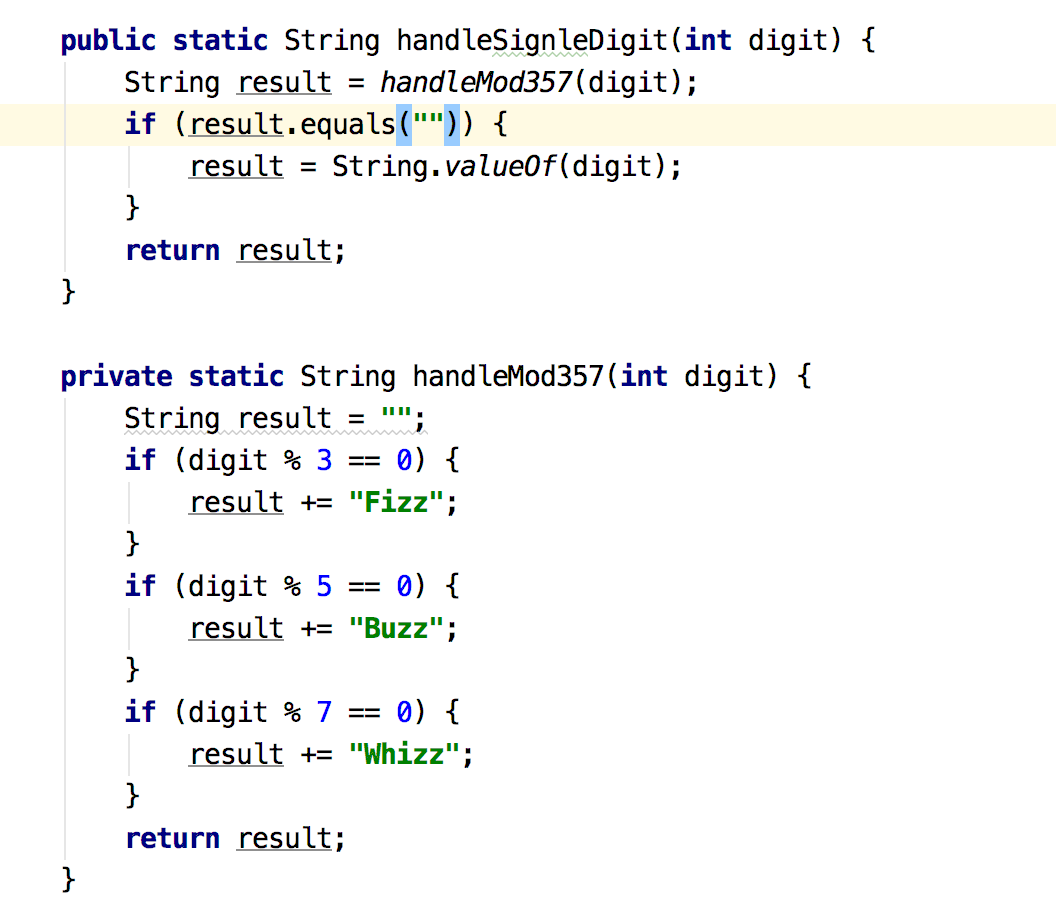 public static String handleSignleDigit(int digit) {
    String result = handleMod357(digit);
    if (result.equals("")) {
        result = String.valueOf(digit);
    }
    return result;
}

private static String handleMod357(int digit) {
    String result = "";
    if (digit % 3 == 0) {
        result += "Fizz";
    }
    if (digit % 5 == 0) {
        result += "Buzz";
    }
    if (digit % 7 == 0) {
        result += "Whizz";
    }
    return result;
}